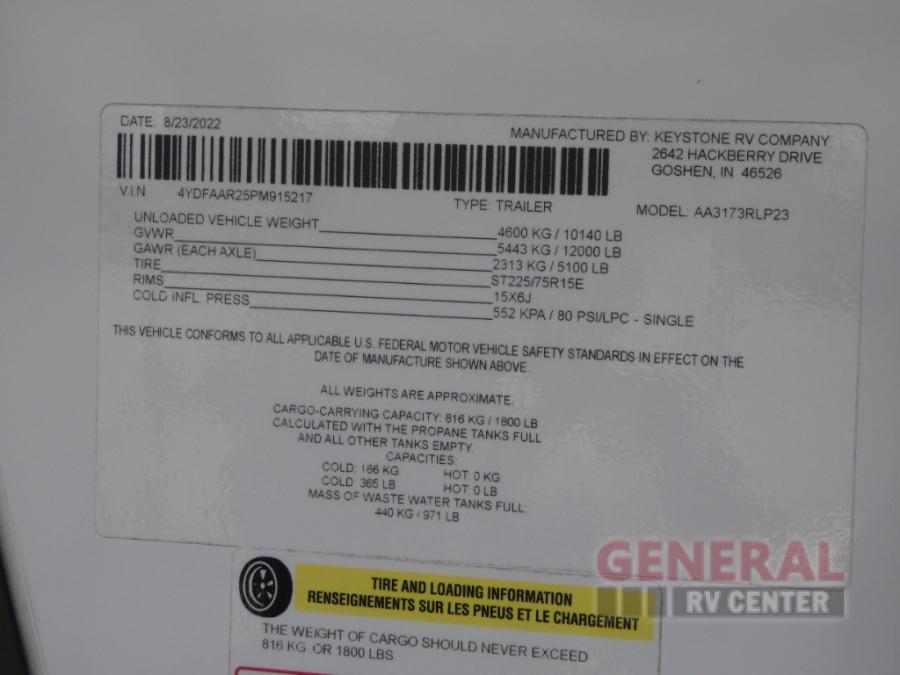 DATE: 8/23/2022
MANUFACTURED BY: KEYSTONE RV COMPANY
2642 HACKBERRY DRIVE
GOSHEN, IN 46526
V.I.N 4YDFAAR25PM915217
TYPE: TRAILER
MODEL: AA3173RLP23
UNLOADED VEHICLE WEIGHT 4600 KG / 10140 LB
GVWR 5443 KG / 12000 LB
GAWR (EACH AXLE) 2313 KG / 5100 LB
TIRE ST225/75R15E
RIMS 15X6J
COLD INFL. PRESS 552 KPA / 80 PSI/LPC - SINGLE
THIS VEHICLE CONFORMS TO ALL APPLICABLE U.S. FEDERAL MOTOR VEHICLE SAFETY STANDARDS IN EFFECT ON THE
DATE OF MANUFACTURE SHOWN ABOVE.
ALL WEIGHTS ARE APPROXIMATE.
CARGO-CARRYING CAPACITY: 816 KG / 1800 LB
CALCULATED WITH THE PROPANE TANKS FULL
AND ALL OTHER TANKS EMPTY.
CAPACITIES:
COLD: 166 KG HOT: 0 KG
COLD: 365 LB HOT: 0 LB
MASS OF WASTE WATER TANKS FULL:
440 KG / 971 LB
GENERAL
RV CENTER
TIRE AND LOADING INFORMATION
RENSEIGNEMENTS SUR LES PNEUS ET LE CHARGEMENT
THE WEIGHT OF CARGO SHOULD NEVER EXCEED
816 KG OR 1800 LBS.